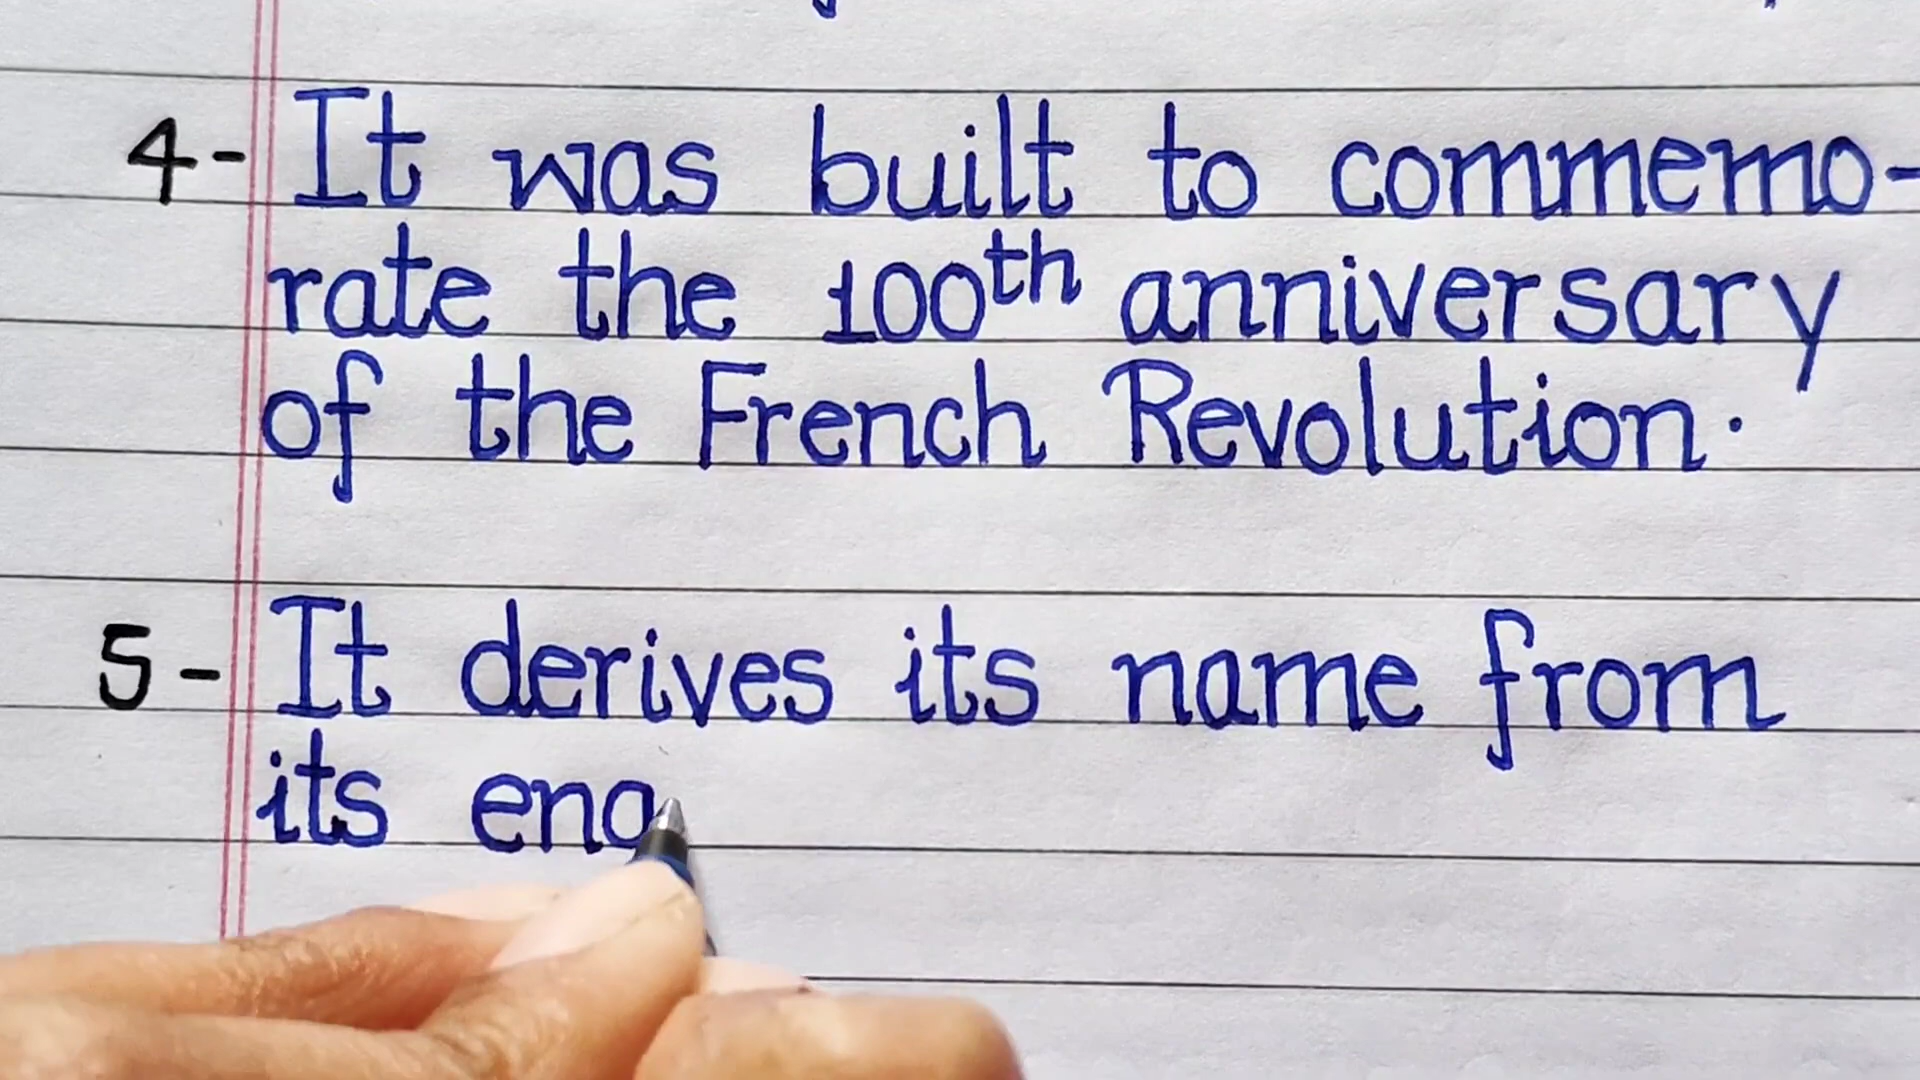 4- It was built to commemo-
rate the 100th anniversary
of the French Revolution.
5- It derives its name from
its